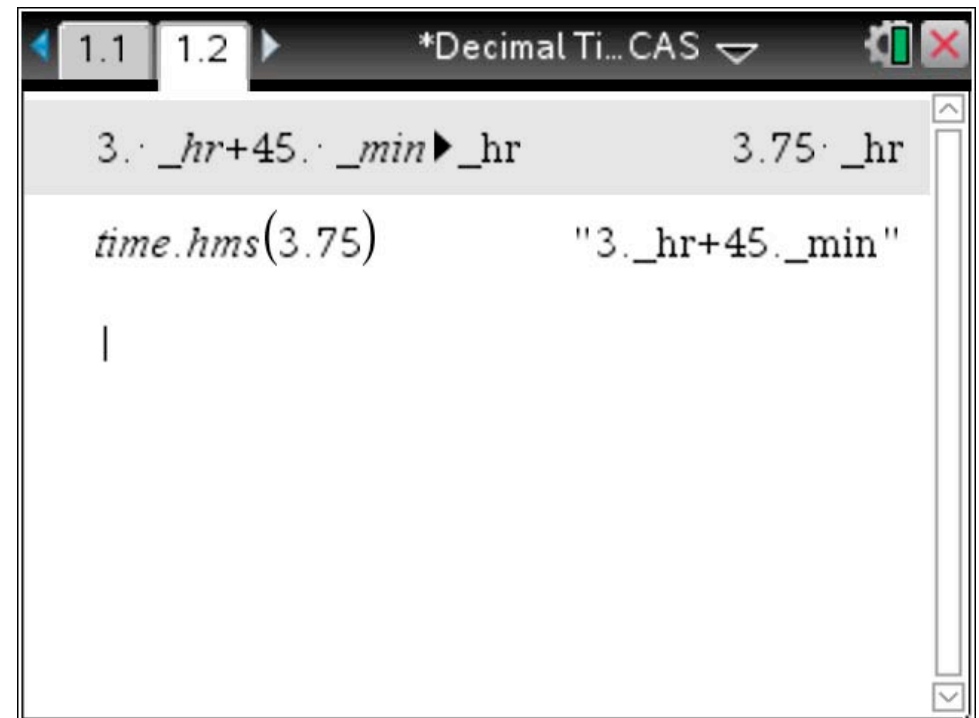 1.1 1.2 *Decimal Ti... CAS
3.· _hr+45.· _min▶_hr 3.75· _hr
time.hms(3.75) "3._hr+45._min"